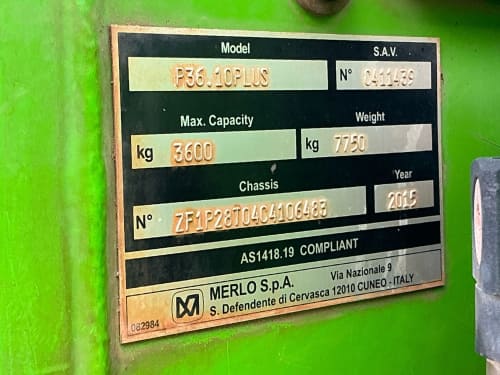 Model S.A.V.
P36.10PLUS N° C411439
Max. Capacity Weight
kg 3600 kg 7750
Chassis Year
N° ZF1P28T04C4106483 2015
AS1418.19 COMPLIANT
MERLO S.p.A. Via Nazionale 9
S. Defendente di Cervasca 12010 CUNEO - ITALY
082984